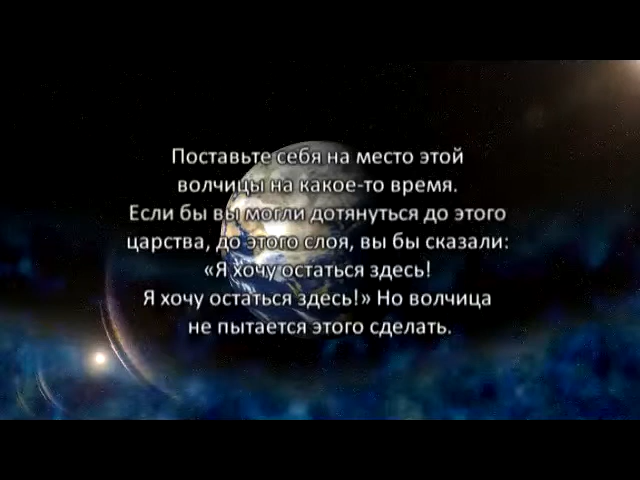 Поставьте себя на место этой
волчицы на какое-то время.
Если бы вы могли дотянуться до этого
царства, до этого слоя, вы бы сказали:
«Я хочу остаться здесь!
Я хочу остаться здесь!» Но волчица
не пытается этого сделать.